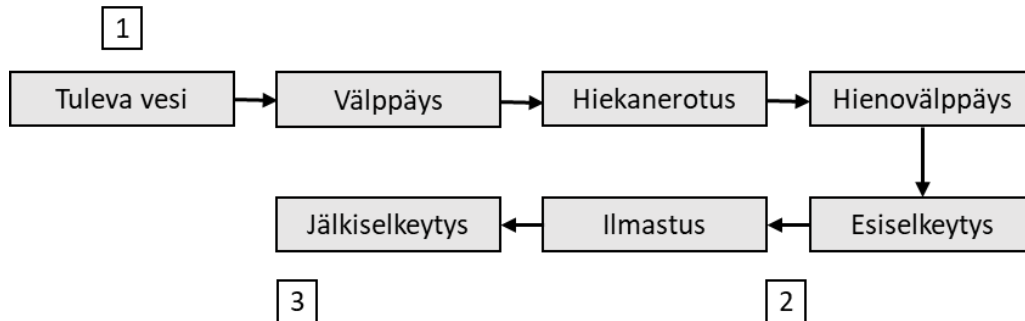 1
Tuleva vesi
Välppäys
Hiekanerotus
Hienovälppäys
Jälkiselkeytys
Ilmastus
Esiselkeytys
3
2